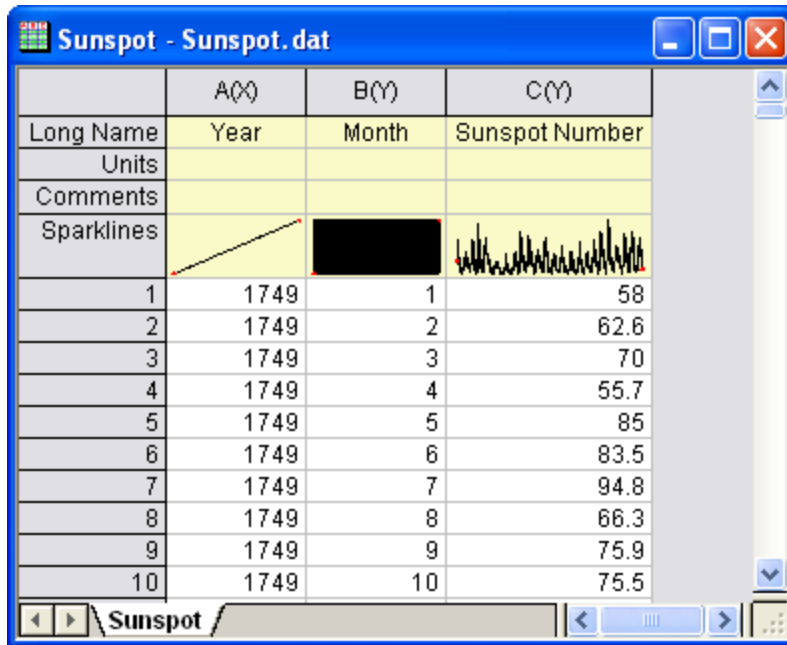 Sunspot - Sunspot.dat
A(X) B(Y) C(Y)
Long Name Year Month Sunspot Number
Units
Comments
Sparklines
1 1749 1 58
2 1749 2 62.6
3 1749 3 70
4 1749 4 55.7
5 1749 5 85
6 1749 6 83.5
7 1749 7 94.8
8 1749 8 66.3
9 1749 9 75.9
10 1749 10 75.5
Sunspot